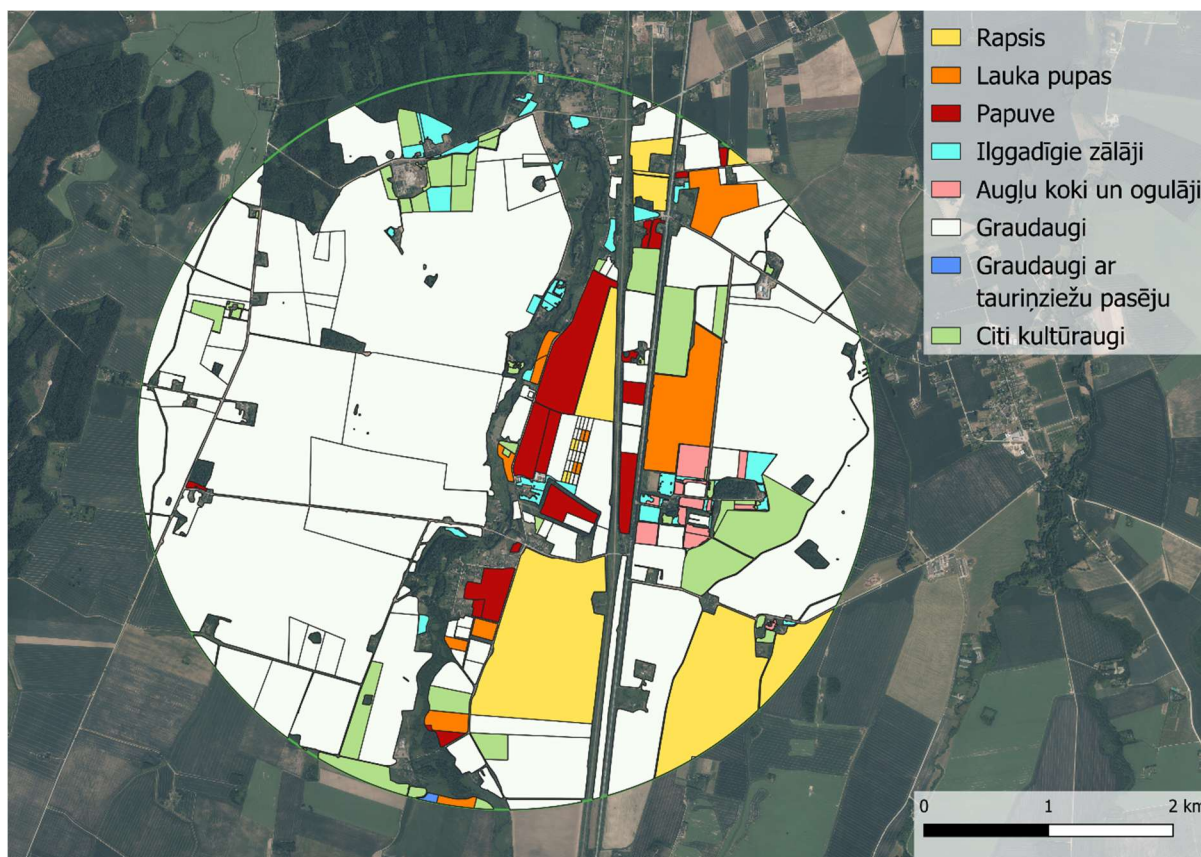 Rapsis
Lauka pupas
Papuve
Ilggadīgie zālāji
Augļu koki un ogulāji
Graudaugi
Graudaugi ar
tauriņziežu pasēju
Citi kultūraugi
0 1 2 km